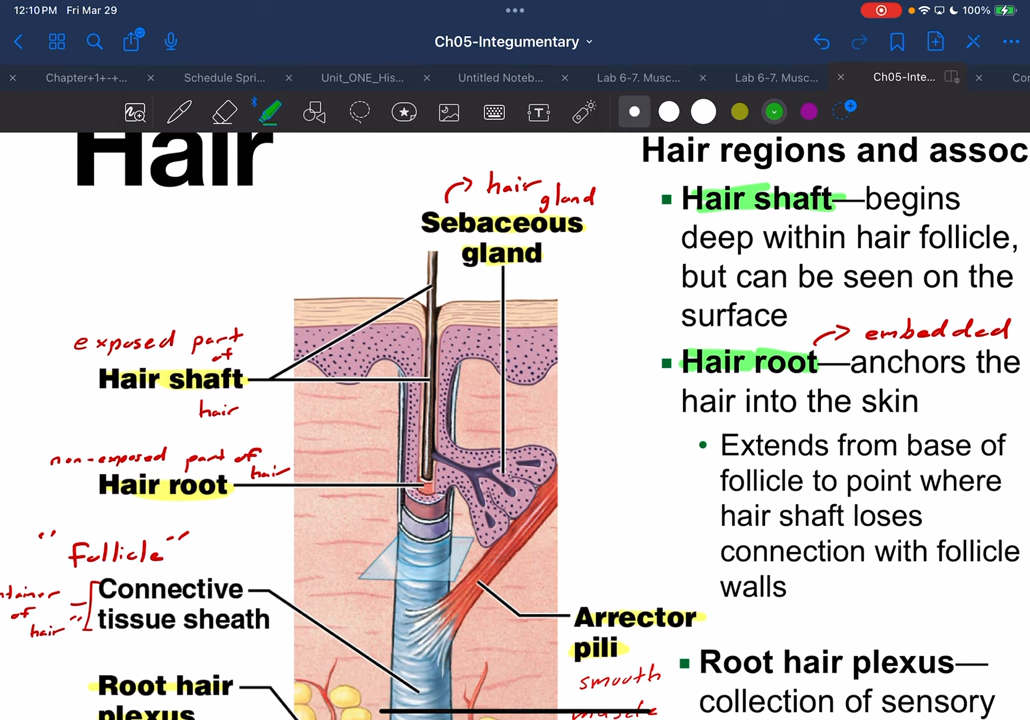 12:10 PM Fri Mar 29
100%
Ch05-Integumentary
Chapter+1+-+...
Schedule Spri...
Unit_ONE_His...
Untitled Noteb...
Lab 6-7. Musc...
Lab 6-7. Musc...
Ch05-Inte...
Cor
Hair
hair
gland
Sebaceous
gland
exposed part
of
Hair shaft
hair
non-exposed part of
hair
Hair root
"follicle"
Connective
tissue sheath
of
hair
Root hair
plexus
Arrector
pili
smooth
muscle
Hair regions and assoc
Hair shaft—begins
deep within hair follicle,
but can be seen on the
surface
embedded
Hair root—anchors the
hair into the skin
• Extends from base of
follicle to point where
hair shaft loses
connection with follicle
walls
Root hair plexus—
collection of sensory